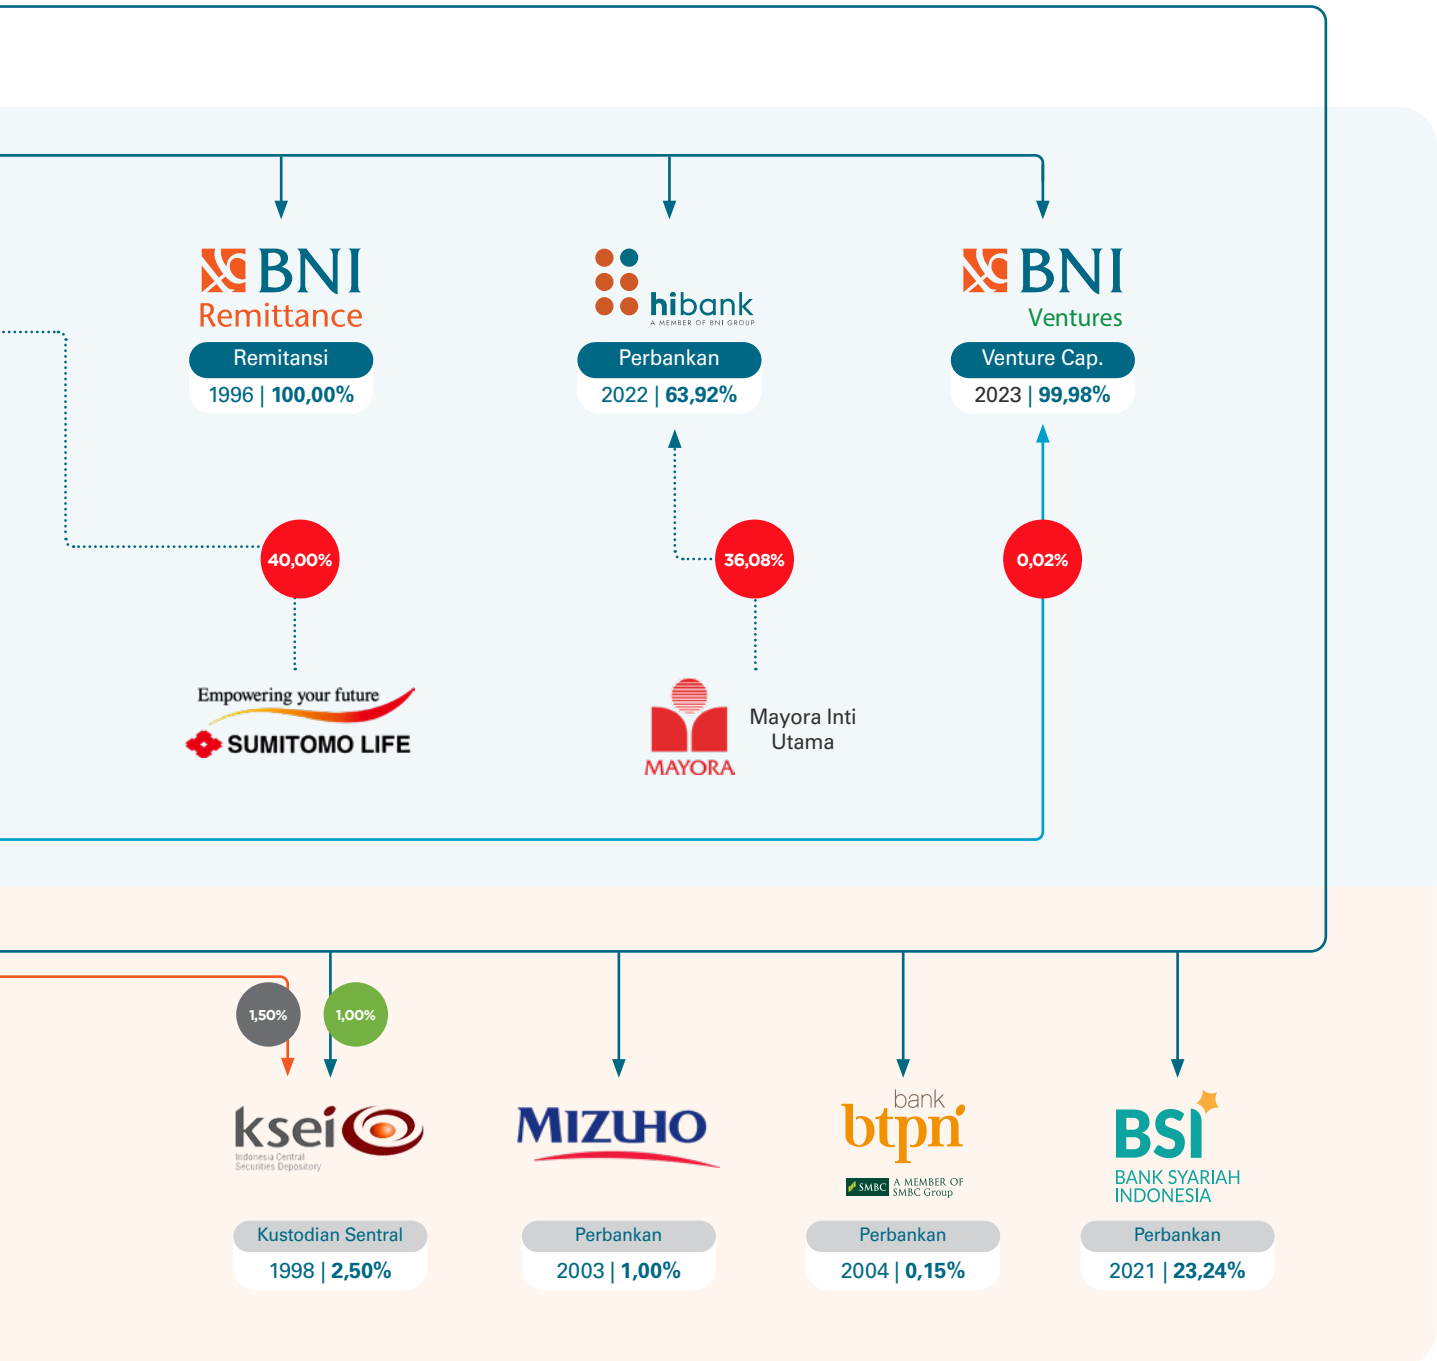 BNI
Remittance
Remitansi
1996 | 100,00%
hibank
A MEMBER OF BNI GROUP
Perbankan
2022 | 63,92%
BNI
Ventures
Venture Cap.
2023 | 99,98%
40,00%
36,08%
0,02%
Empowering your future
SUMITOMO LIFE
MAYORA
Mayora Inti
Utama
1,50%
1,00%
ksei
Indonesia Central
Securities Depository
Kustodian Sentral
1998 | 2,50%
MIZUHO
Perbankan
2003 | 1,00%
bank
btpn
SMBC
A MEMBER OF
SMBC Group
Perbankan
2004 | 0,15%
BSI
BANK SYARIAH
INDONESIA
Perbankan
2021 | 23,24%